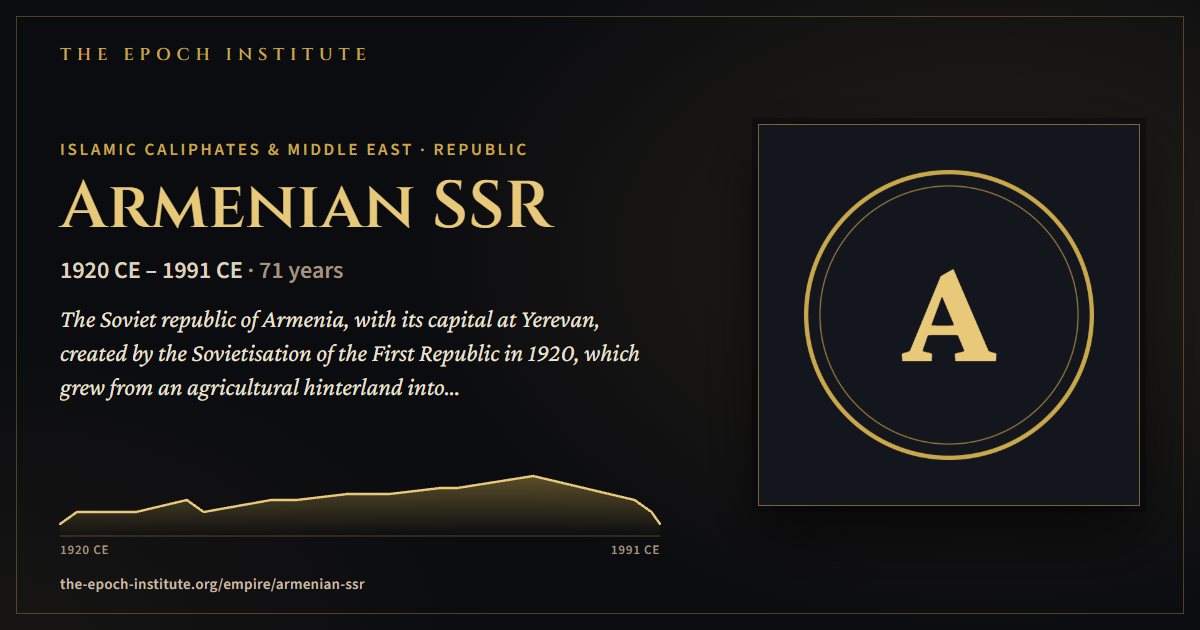 THE EPOCH INSTITUTE
ISLAMIC CALIPHATES & MIDDLE EAST · REPUBLIC
ARMENIAN SSR
1920 CE – 1991 CE · 71 years
The Soviet republic of Armenia, with its capital at Yerevan,
created by the Sovietisation of the First Republic in 1920, which
grew from an agricultural hinterland into...
A
1920 CE
1991 CE
the-epoch-institute.org/empire/armenian-ssr